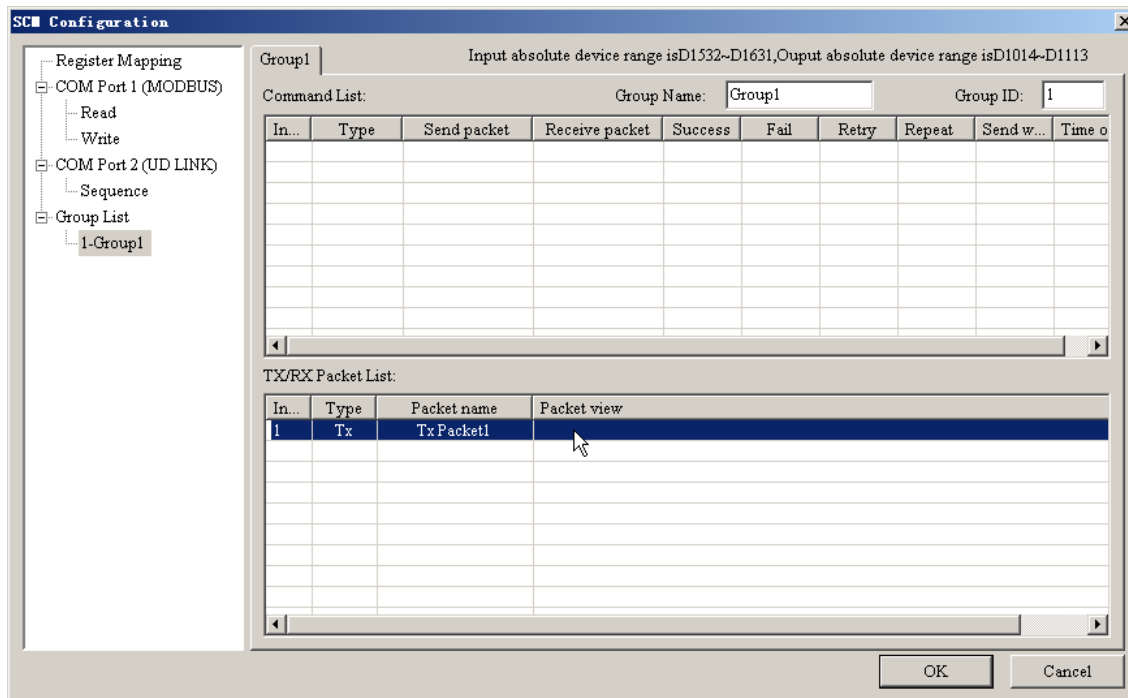 SCM Configuration
Register Mapping
COM Port 1 (MODBUS)
Read
Write
COM Port 2 (UD LINK)
Sequence
Group List
1-Group1
Group1
Input absolute device range isD1532~D1631,Ouput absolute device range isD1014~D1113
Command List:
Group Name: Group1
Group ID: 1
In... Type Send packet Receive packet Success Fail Retry Repeat Send w... Time o
TX/RX Packet List:
In... Type Packet name Packet view
1 Tx Tx Packet1
OK Cancel